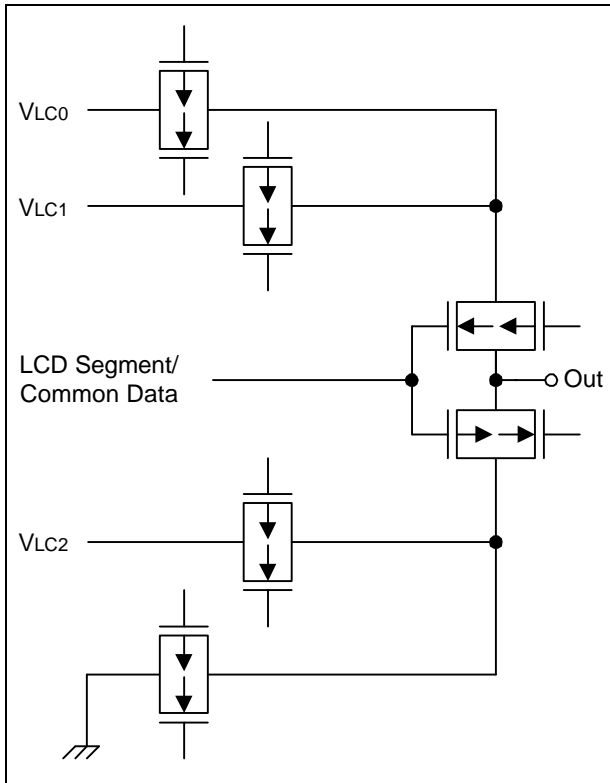 VLC0
VLC1
LCD Segment/
Common Data
Out
VLC2